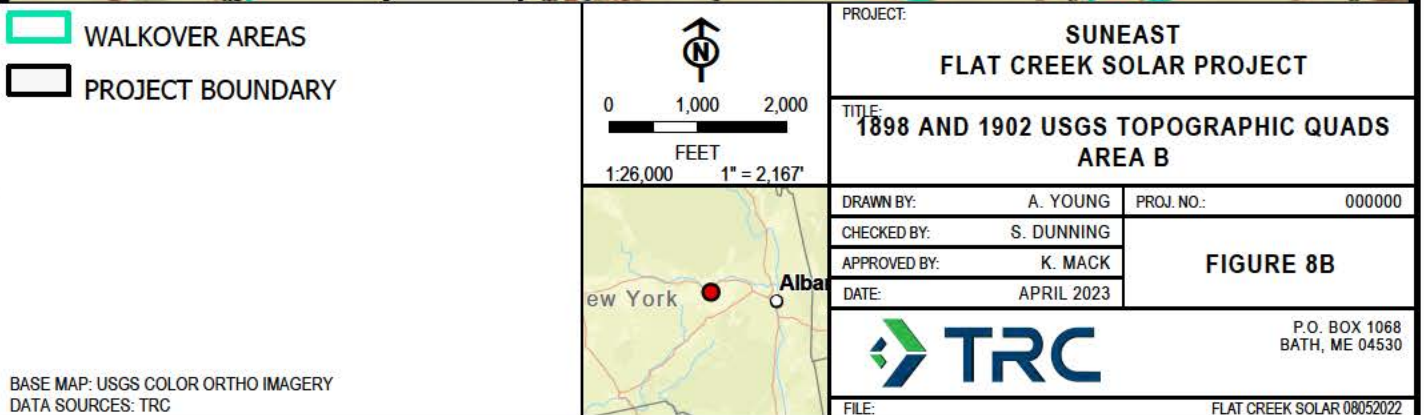 WALKOVER AREAS
PROJECT BOUNDARY
BASE MAP: USGS COLOR ORTHO IMAGERY
DATA SOURCES: TRC
N
0 1,000 2,000
FEET
1:26,000 1" = 2,167'
ew York
Alba
PROJECT:
SUNEAST
FLAT CREEK SOLAR PROJECT
TITLE:
1898 AND 1902 USGS TOPOGRAPHIC QUADS
AREA B
DRAWN BY: A. YOUNG PROJ. NO.: 000000
CHECKED BY: S. DUNNING
APPROVED BY: K. MACK
DATE: APRIL 2023
FIGURE 8B
TRC
P.O. BOX 1068
BATH, ME 04530
FILE: FLAT CREEK SOLAR 08052022